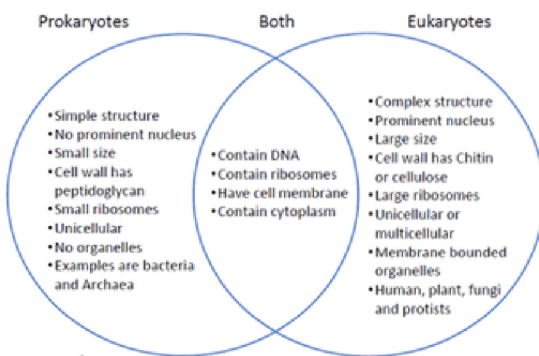 Prokaryotes
Both
Eukaryotes
• Simple structure
• No prominent nucleus
• Small size
• Cell wall has
peptidoglycan
• Small ribosomes
• Unicellular
• No organelles
• Examples are bacteria
and Archaea
• Contain DNA
• Contain ribosomes
• Have cell membrane
• Contain cytoplasm
• Complex structure
• Prominent nucleus
• Large size
• Cell wall has Chitin
or cellulose
• Large ribosomes
• Unicellular or
multicellular
• Membrane bounded
organelles
• Human, plant, fungi
and protists